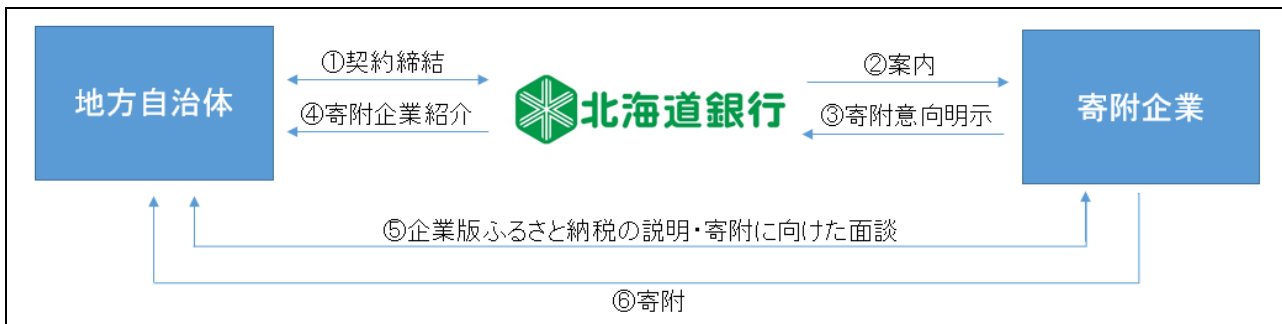 地方自治体
①契約締結
④寄附企業紹介
北海道銀行
②案内
③寄附意向明示
寄附企業
⑤企業版ふるさと納税の説明・寄附に向けた面談
⑥寄附